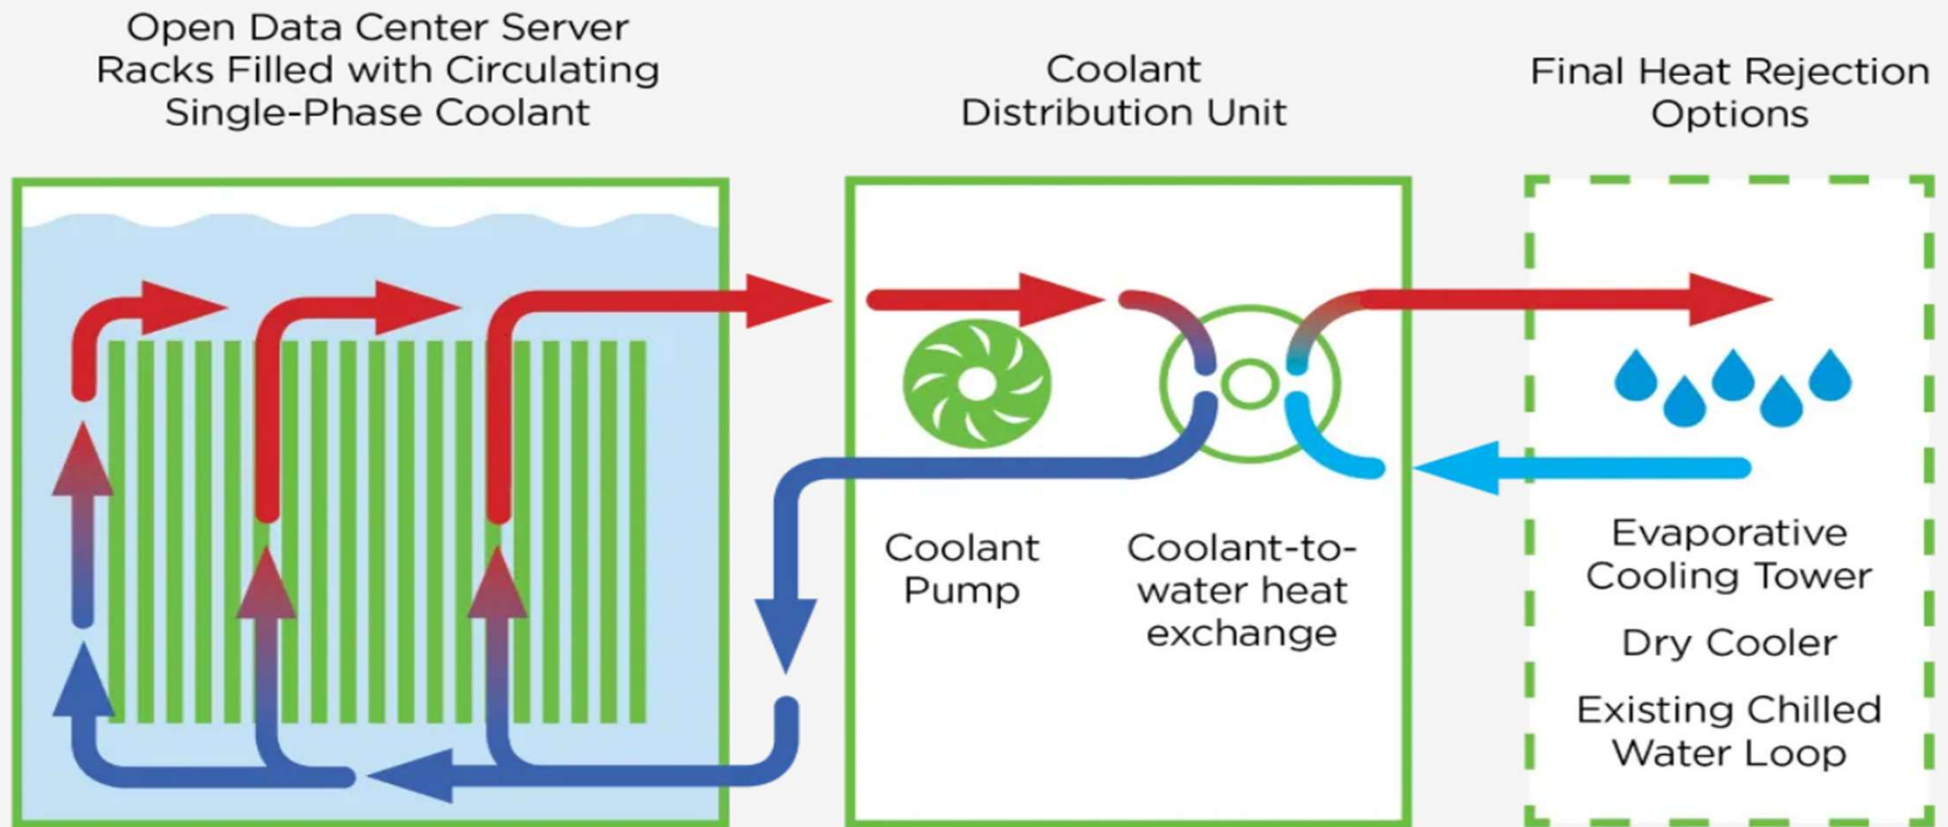 Open Data Center Server
Racks Filled with Circulating
Single-Phase Coolant
Coolant
Distribution Unit
Final Heat Rejection
Options
Coolant
Pump
Coolant-to-
water heat
exchange
Evaporative
Cooling Tower
Dry Cooler
Existing Chilled
Water Loop